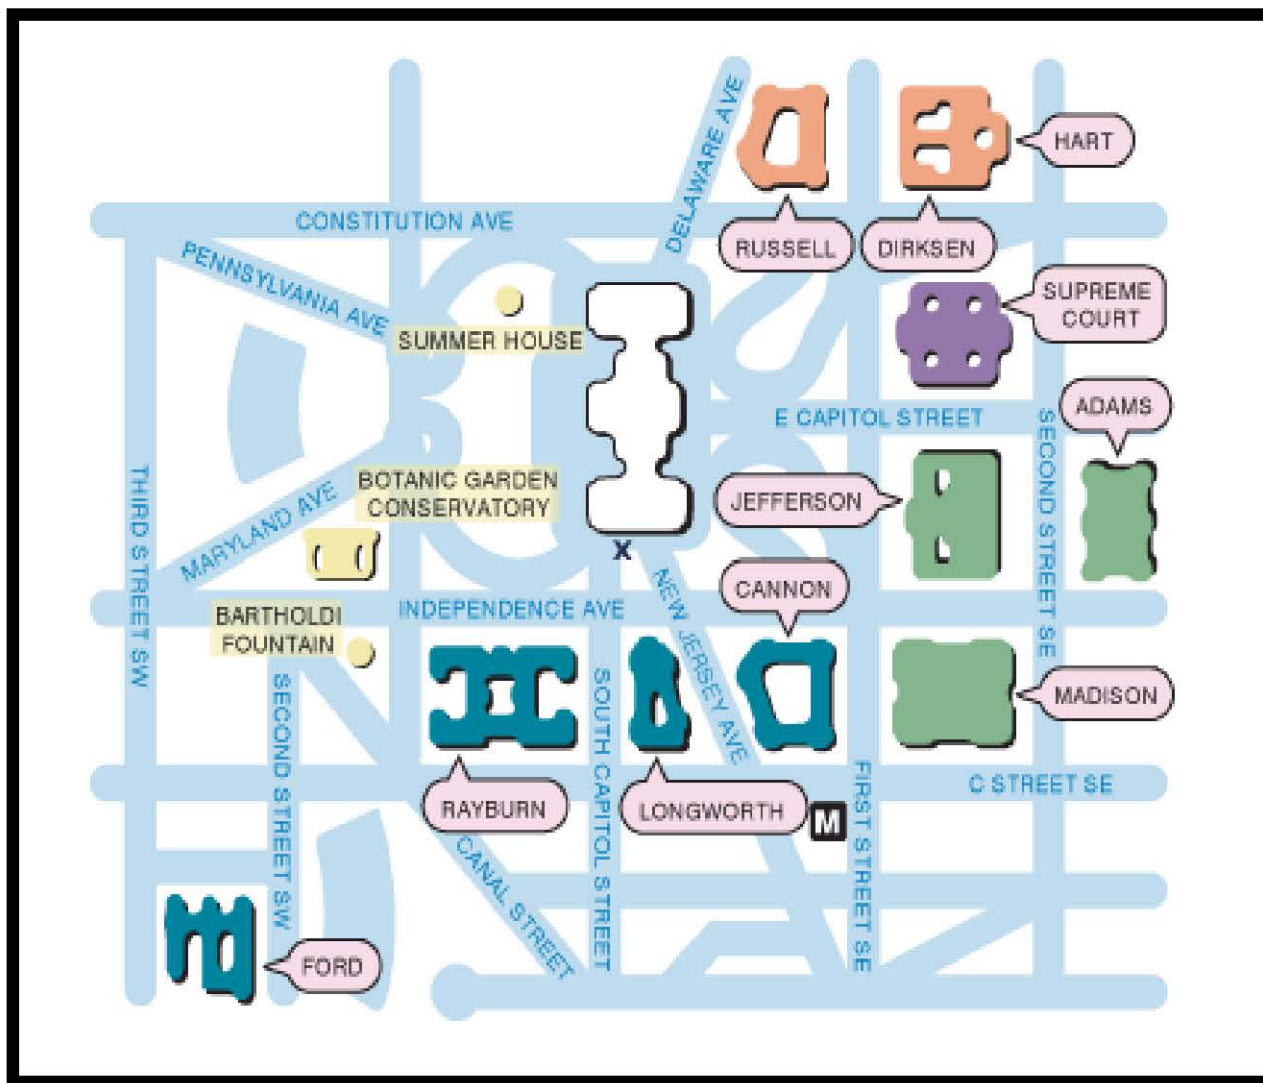 DELAWARE AVE
HART
CONSTITUTION AVE
RUSSELL
DIRKSEN
PENNSYLVANIA AVE
SUMMER HOUSE
SUPREME
COURT
ADAMS
E CAPITOL STREET
SECOND STREET SE
THIRD STREET SW
MARYLAND AVE
BOTANIC GARDEN
CONSERVATORY
JEFFERSON
X
NEW JERSEY AVE
CANNON
BARTHOLDI
FOUNTAIN
INDEPENDENCE AVE
SECOND STREET SW
SOUTH CAPITOL STREET
MADISON
RAYBURN
LONGWORTH
M
FIRST STREET SE
C STREET SE
CANAL STREET
FORD